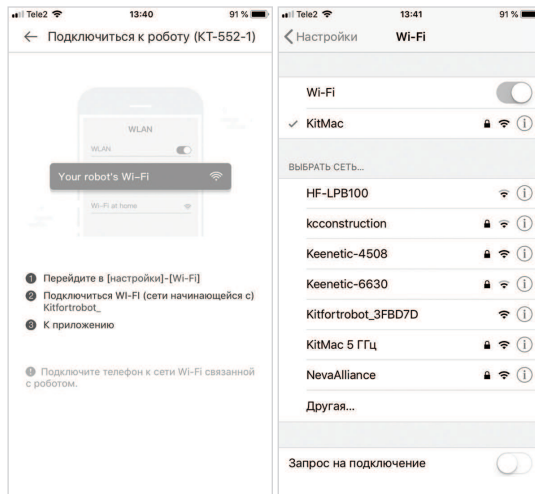 Tele2 13:40 91 %
← Подключиться к роботу (КТ-552-1)
WLAN
WLAN
Your robot's Wi-Fi
Wi-Fi at home
1 Перейдите в [настройки]-[Wi-Fi]
2 Подключиться WI-FI (сети начинающейся с)
Kitfortrobot_
3 К приложению
Подключите телефон к сети Wi-Fi связанной
с роботом.
Tele2 13:41 91 %
Настройки Wi-Fi
Wi-Fi
KitMac
ВЫБРАТЬ СЕТЬ...
HF-LPB100
kcconstruction
Keenetic-4508
Keenetic-6630
Kitfortrobot_3FBD7D
KitMac 5 ГГц
NevaAlliance
Другая...
Запрос на подключение